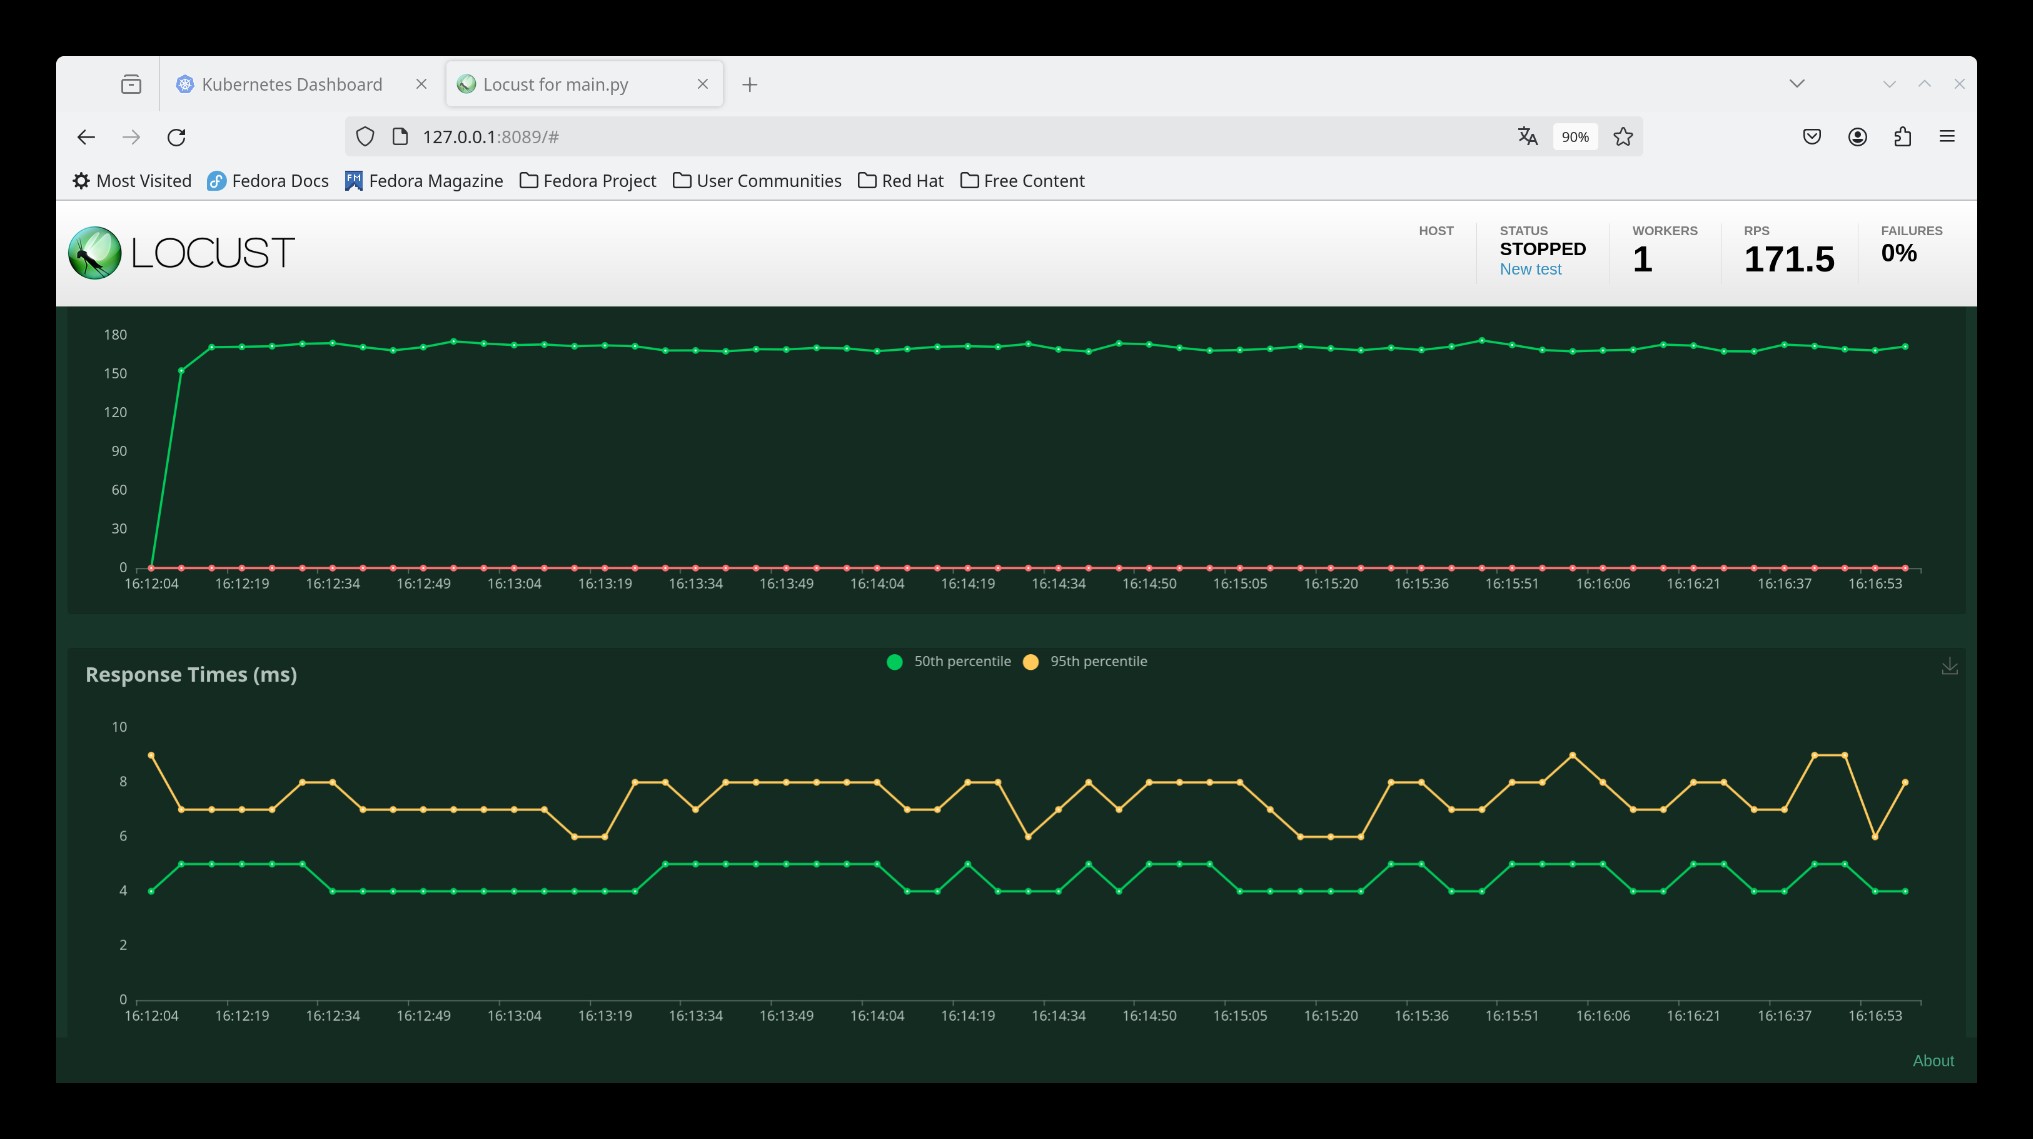 Kubernetes Dashboard
Locust for main.py
127.0.0.1:8089/#
90%
Most Visited Fedora Docs Fedora Magazine Fedora Project User Communities Red Hat Free Content
LOCUST
HOST
STATUS
STOPPED
New test
WORKERS
1
RPS
171.5
FAILURES
0%
180
150
120
90
60
30
0
16:12:04 16:12:19 16:12:34 16:12:49 16:13:04 16:13:19 16:13:34 16:13:49 16:14:04 16:14:19 16:14:34 16:14:50 16:15:05 16:15:20 16:15:36 16:15:51 16:16:06 16:16:21 16:16:37 16:16:53
Response Times (ms)
50th percentile 95th percentile
10
8
6
4
2
0
16:12:04 16:12:19 16:12:34 16:12:49 16:13:04 16:13:19 16:13:34 16:13:49 16:14:04 16:14:19 16:14:34 16:14:50 16:15:05 16:15:20 16:15:36 16:15:51 16:16:06 16:16:21 16:16:37 16:16:53
About